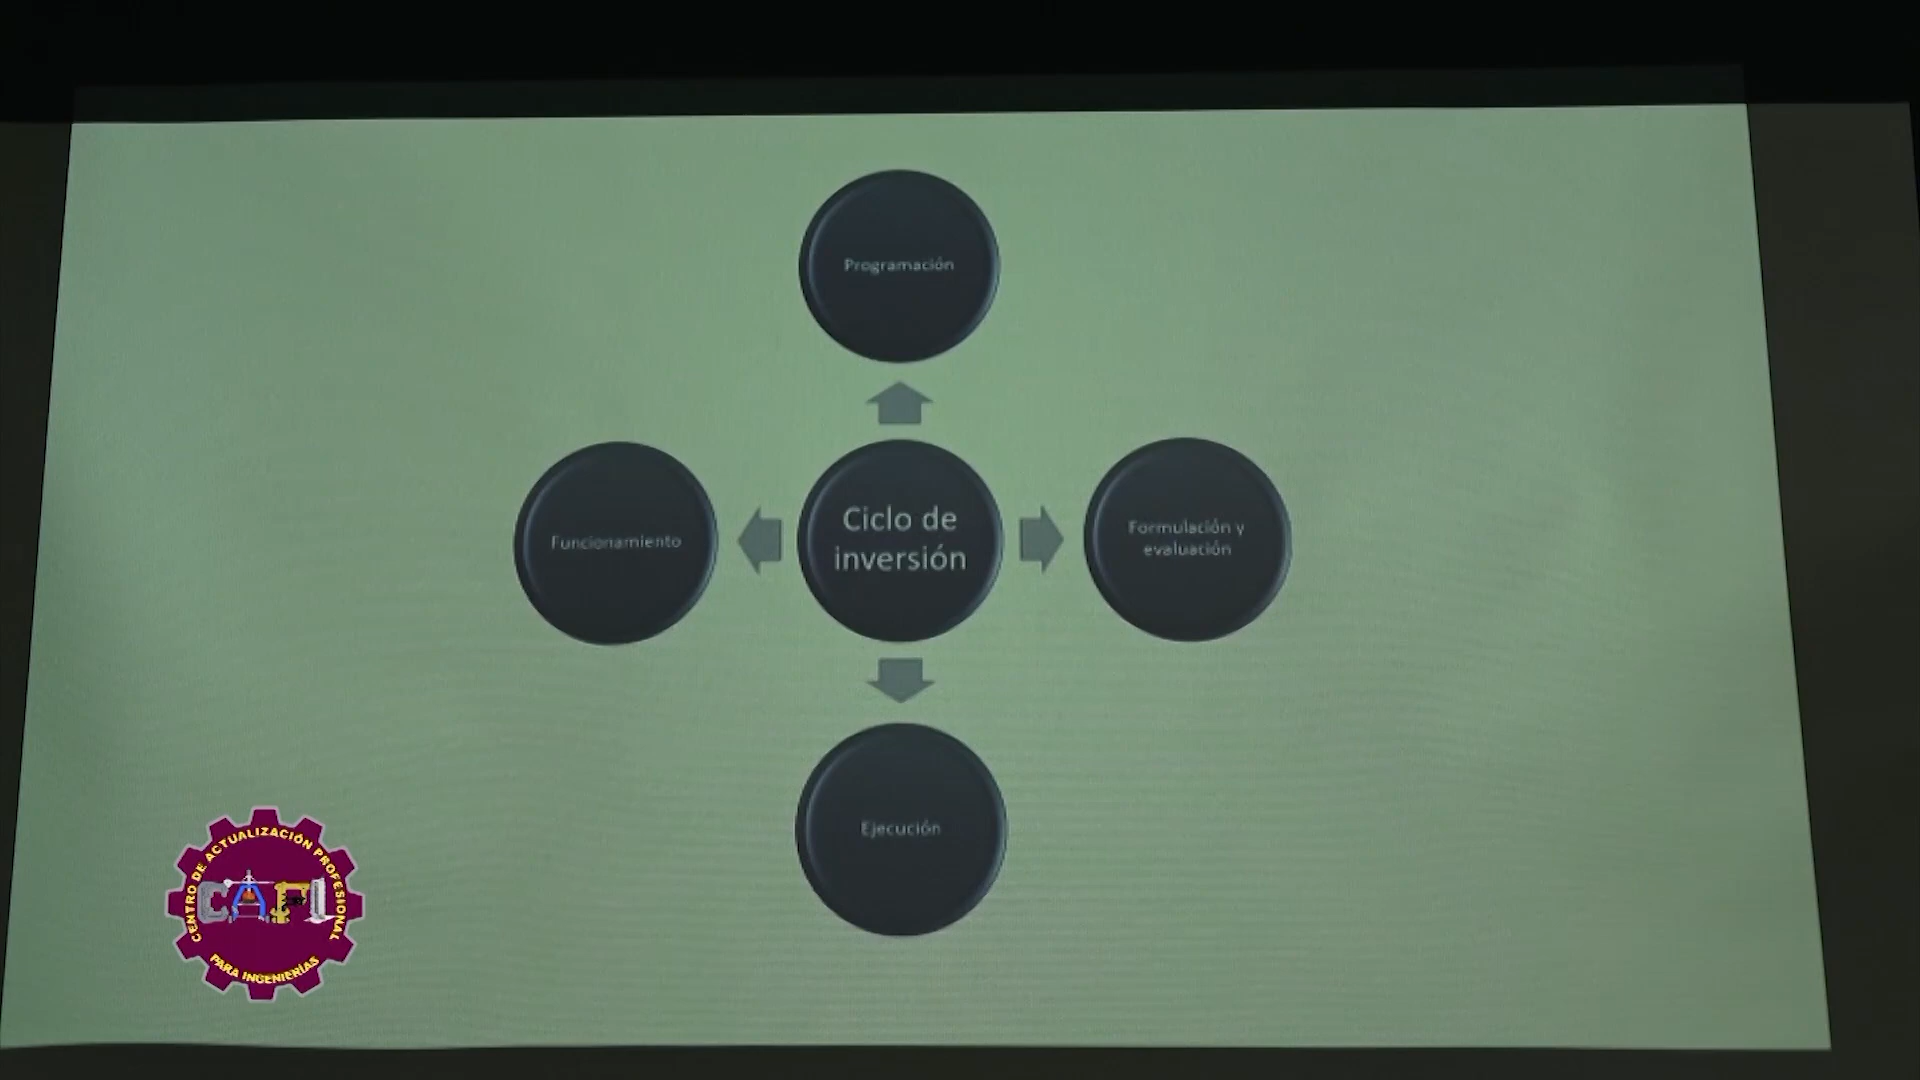 Programación
Funcionamiento
Ciclo de
inversión
Formulación y
evaluación
Ejecución
CENTRO DE ACTUALIZACIÓN PROFESIONAL
CAPI
PARA INGENIERÍAS